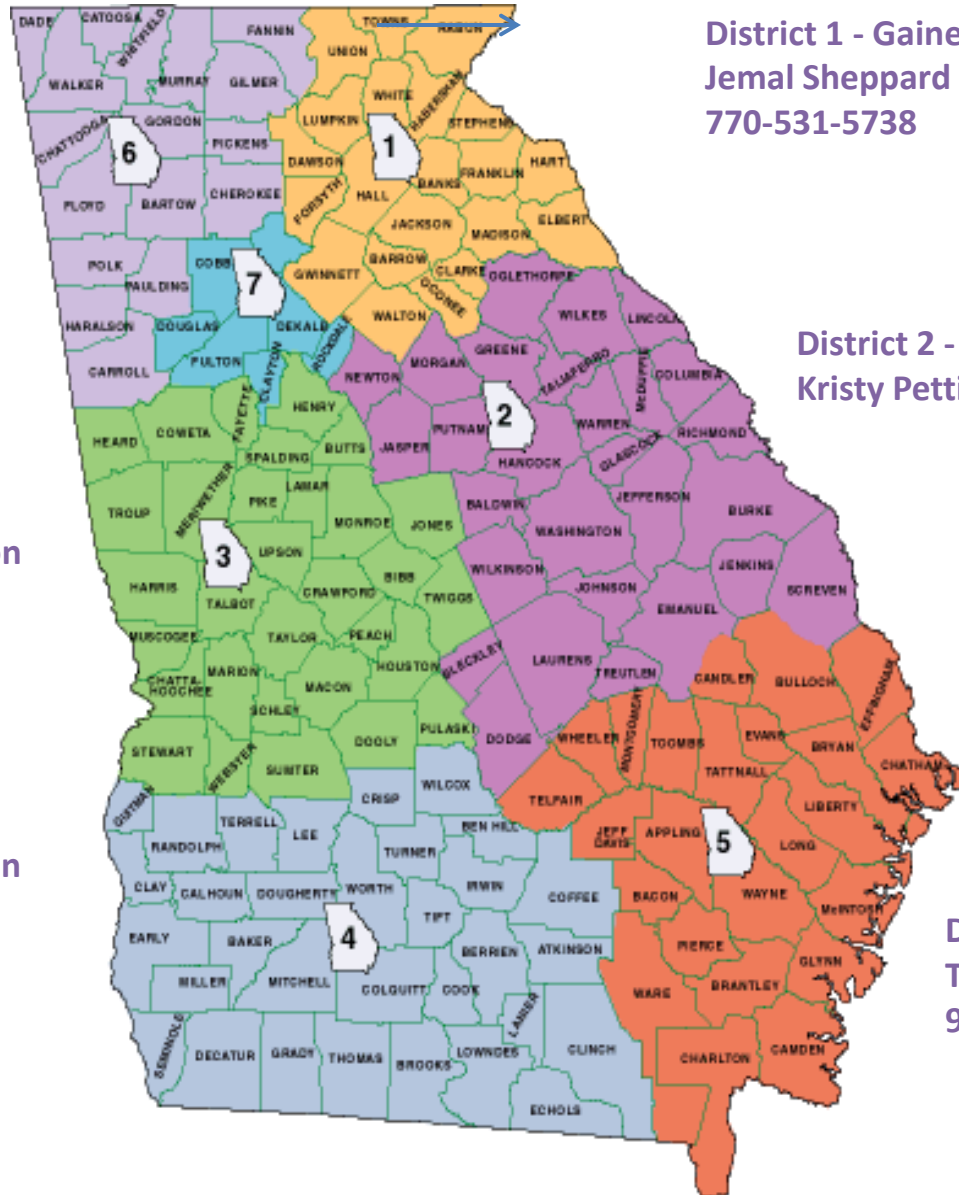 District 1 - Gaine
Jemal Sheppard
770-531-5738
District 2 -
Kristy Petti
on
on
D
T
9
DADE
CATOOSA
WHITFIELD
FANNIN
TOWNS
RABUN
UNION
WALKER
MURRAY
GILMER
WHITE
HABERSHAM
LUMPKIN
STEPHENS
CHATTOOGA
GORDON
PICKENS
6
1
DAWSON
HART
BANKS
FRANKLIN
FLOYD
BARTOW
CHEROKEE
FORSYTH
HALL
JACKSON
MADISON
ELBERT
POLK
COBB
7
GWINNETT
BARROW
CLARKE
OGLETHORPE
PAULDING
OCONEE
HARALSON
DOUGLAS
DEKALB
ROCKDALE
WALTON
WILKES
LINCOLN
CARROLL
FULTON
CLAYTON
NEWTON
MORGAN
GREENE
TALIAFERRO
McDUFFIE
COLUMBIA
HEARD
COWETA
FAYETTE
HENRY
2
PUTNAM
WARREN
RICHMOND
SPALDING
BUTTS
JASPER
HANCOCK
GLASCOCK
TROUP
MERIWETHER
PIKE
LAMAR
MONROE
JONES
BALDWIN
JEFFERSON
BURKE
WASHINGTON
3
UPSON
HARRIS
TALBOT
CRAWFORD
BIBB
TWIGGS
WILKINSON
JOHNSON
JENKINS
SCREVEN
EMANUEL
MUSCOGEE
TAYLOR
PEACH
CHATTA-
HOOCHEE
MARION
MACON
HOUSTON
BLECKLEY
LAURENS
TREUTLEN
CANDLER
BULLOCH
EFFINGHAM
SCHLEY
STEWART
WEBSTER
SUMTER
DOOLY
PULASKI
DODGE
WHEELER
MONTGOMERY
TOOMBS
EVANS
BRYAN
CHATHAM
TATTNALL
QUITMAN
CRISP
WILCOX
TELFAIR
LIBERTY
RANDOLPH
TERRELL
LEE
TURNER
BEN HILL
JEFF
DAVIS
APPLING
5
LONG
CLAY
CALHOUN
DOUGHERTY
WORTH
IRWIN
COFFEE
BACON
WAYNE
McINTOSH
EARLY
BAKER
4
TIFT
BERRIEN
ATKINSON
PIERCE
GLYNN
MILLER
MITCHELL
COLQUITT
COOK
LANIER
WARE
BRANTLEY
SEMINOLE
DECATUR
GRADY
THOMAS
BROOKS
LOWNDES
CLINCH
CHARLTON
CAMDEN
ECHOLS